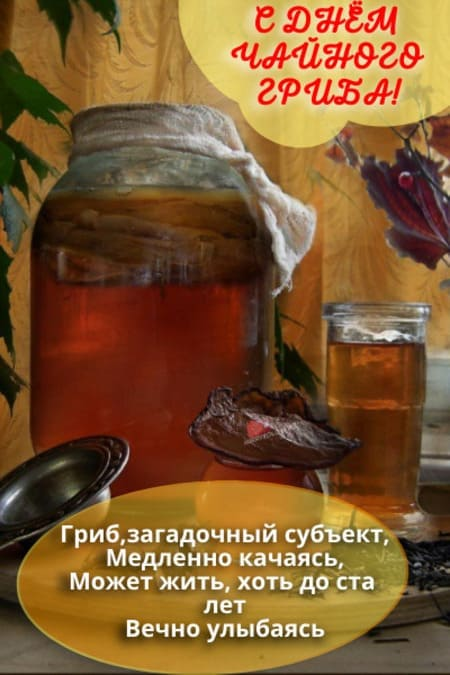 С ДНЁМ
ЧАЙНОГО
ГРИБА!
Гриб,загадочный субъект,
Медленно качаясь,
Может жить, хоть до ста
лет
Вечно улыбаясь